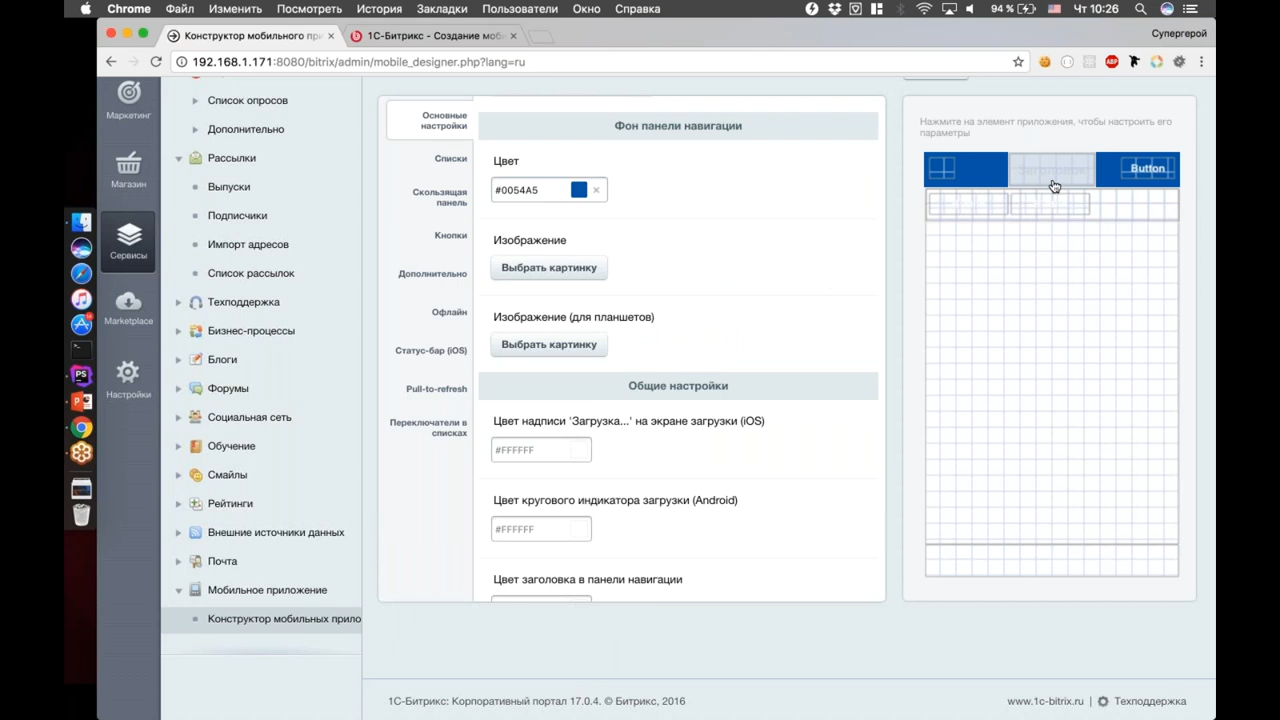 Chrome Файл Изменить Посмотреть История Закладки Пользователи Окно Справка 94 % Чт 10:26
Конструктор мобильного при × 1С-Битрикс - Создание моби × Супергерой
192.168.1.171:8080/bitrix/admin/mobile_designer.php?lang=ru
ABP
Маркетинг
Магазин
Сервисы
Marketplace
Настройки
PS
Список опросов
Дополнительно
Рассылки
Выпуски
Подписчики
Импорт адресов
Список рассылок
Техподдержка
Бизнес-процессы
Блоги
Форумы
Социальная сеть
Обучение
Смайлы
Рейтинги
Внешние источники данных
Почта
Мобильное приложение
Конструктор мобильных прило
Основные
настройки
Списки
Скользящая
панель
Кнопки
Дополнительно
Офлайн
Статус-бар (iOS)
Pull-to-refresh
Переключатели в
списках
Фон панели навигации
Цвет
#0054A5 ×
Изображение
Выбрать картинку
Изображение (для планшетов)
Выбрать картинку
Общие настройки
Цвет надписи 'Загрузка...' на экране загрузки (iOS)
#FFFFFF
Цвет кругового индикатора загрузки (Android)
#FFFFFF
Цвет заголовка в панели навигации
Нажмите на элемент приложения, чтобы настроить его
параметры
Button
1С-Битрикс: Корпоративный портал 17.0.4. © Битрикс, 2016
www.1c-bitrix.ru | Техподдержка